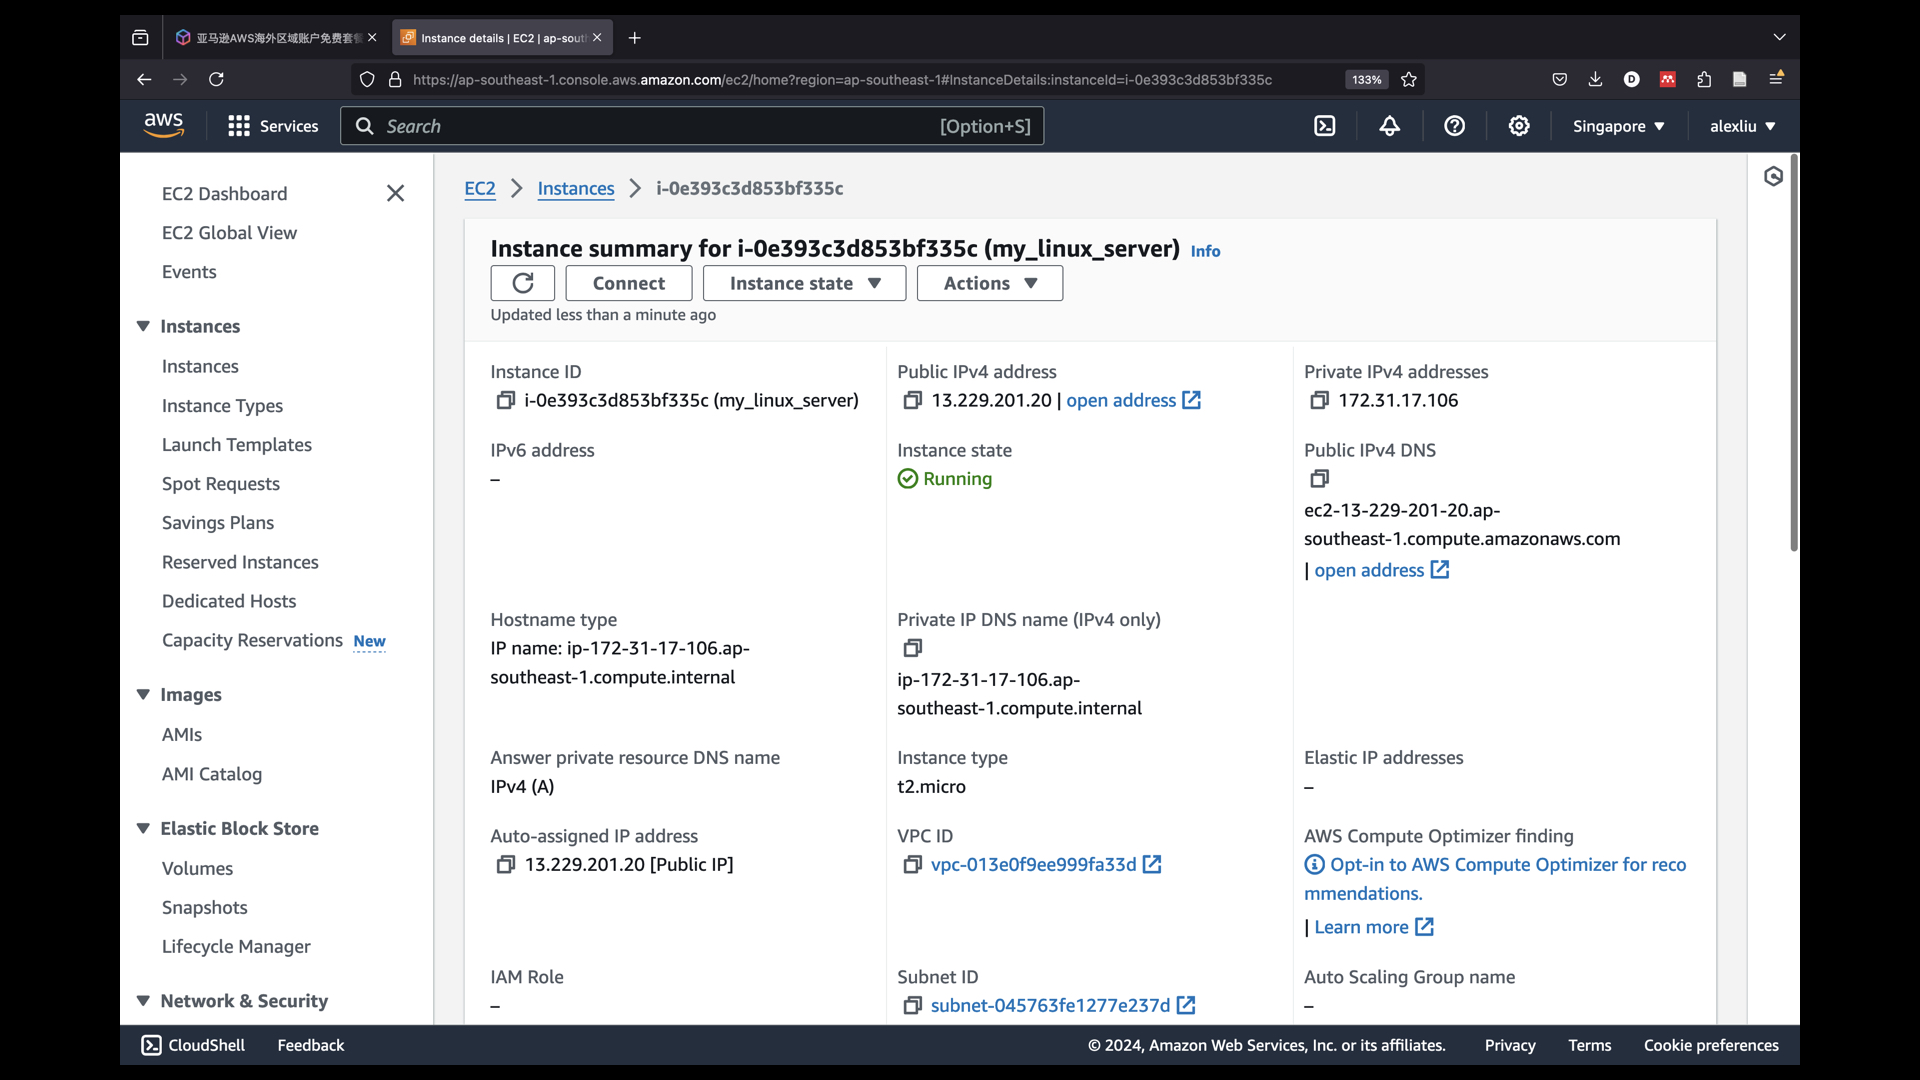 亚马逊AWS海外区域账户免费套餐
Instance details | EC2 | ap-sout
https://ap-southeast-1.console.aws.amazon.com/ec2/home?region=ap-southeast-1#InstanceDetails:instanceId=i-0e393c3d853bf335c
133%
aws
Services
Search
[Option+S]
Singapore
alexliu
EC2 Dashboard
EC2 Global View
Events
Instances
Instances
Instance Types
Launch Templates
Spot Requests
Savings Plans
Reserved Instances
Dedicated Hosts
Capacity Reservations New
Images
AMIs
AMI Catalog
Elastic Block Store
Volumes
Snapshots
Lifecycle Manager
Network & Security
EC2 > Instances > i-0e393c3d853bf335c
Instance summary for i-0e393c3d853bf335c (my_linux_server) Info
Connect
Instance state
Actions
Updated less than a minute ago
Instance ID
i-0e393c3d853bf335c (my_linux_server)
Public IPv4 address
13.229.201.20 | open address
Private IPv4 addresses
172.31.17.106
IPv6 address
–
Instance state
Running
Public IPv4 DNS
ec2-13-229-201-20.ap-
southeast-1.compute.amazonaws.com
| open address
Hostname type
IP name: ip-172-31-17-106.ap-
southeast-1.compute.internal
Private IP DNS name (IPv4 only)
ip-172-31-17-106.ap-
southeast-1.compute.internal
Answer private resource DNS name
IPv4 (A)
Instance type
t2.micro
Elastic IP addresses
–
Auto-assigned IP address
13.229.201.20 [Public IP]
VPC ID
vpc-013e0f9ee999fa33d
AWS Compute Optimizer finding
Opt-in to AWS Compute Optimizer for reco
mmendations.
| Learn more
IAM Role
–
Subnet ID
subnet-045763fe1277e237d
Auto Scaling Group name
–
CloudShell
Feedback
© 2024, Amazon Web Services, Inc. or its affiliates.
Privacy
Terms
Cookie preferences